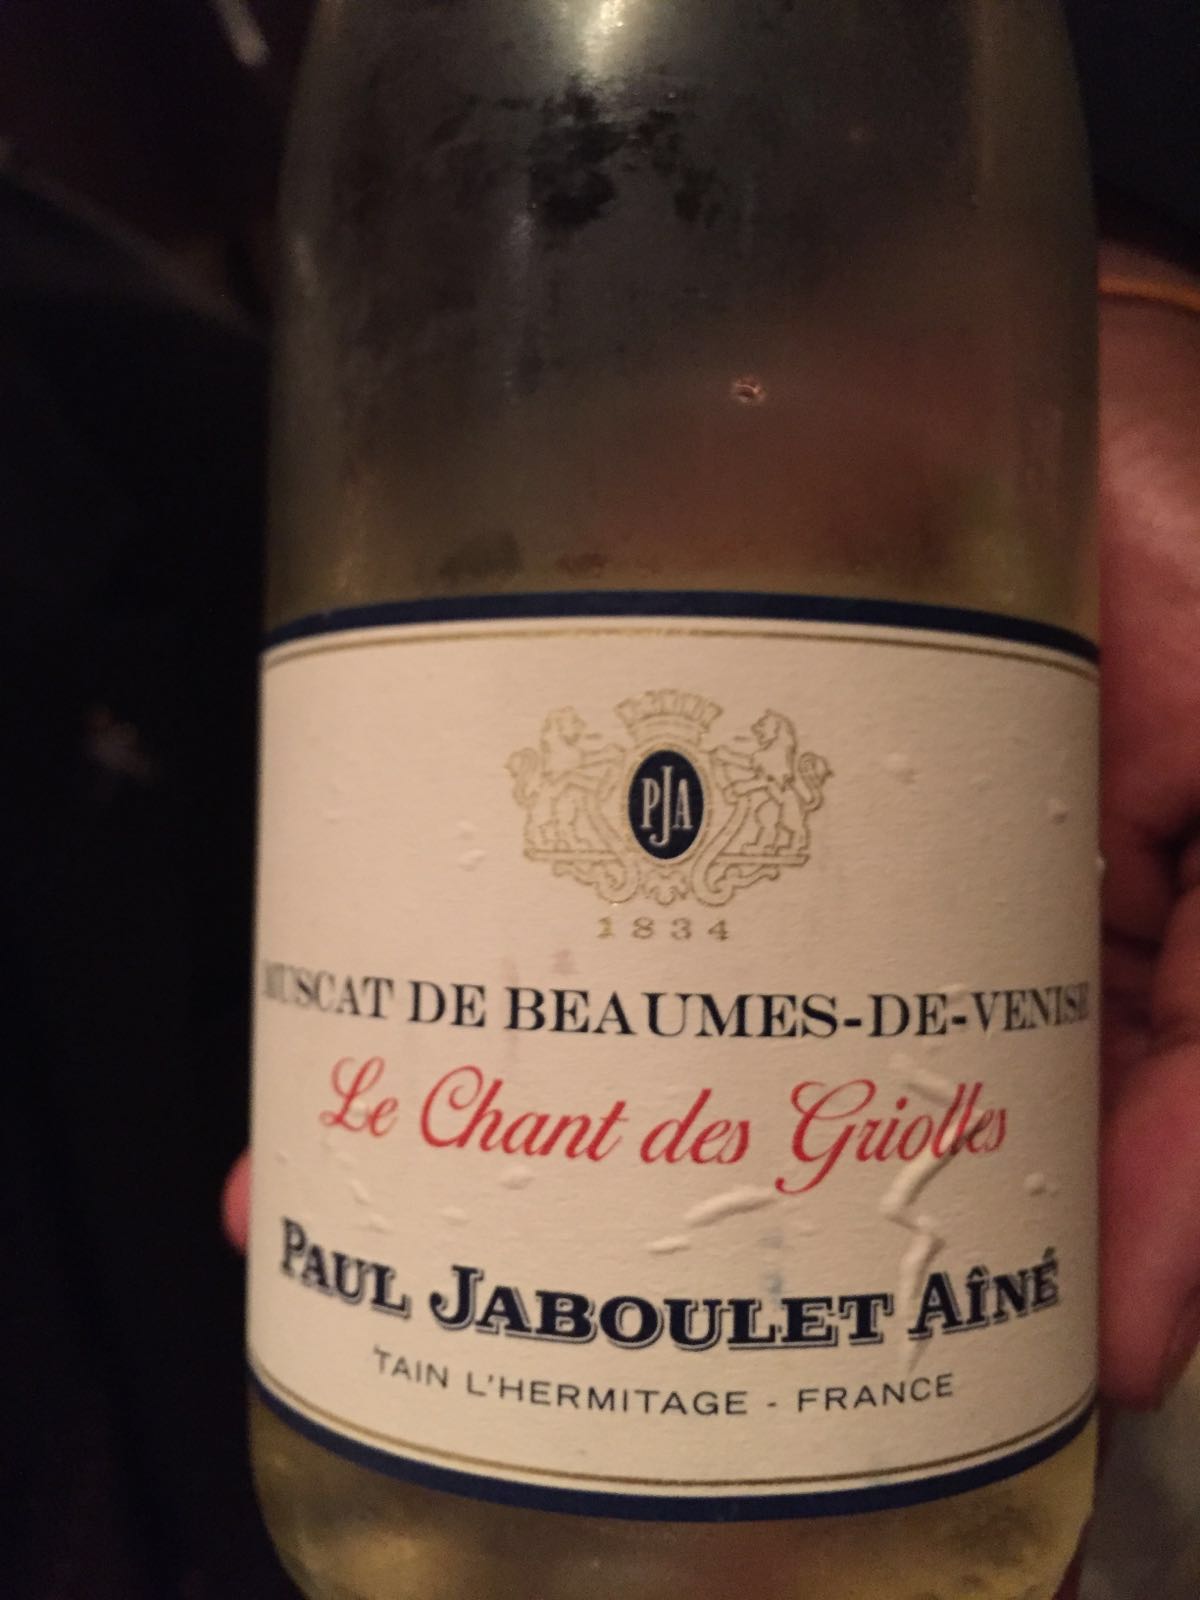 PJA
1834
MUSCAT DE BEAUMES-DE-VENISE
Le Chant des Griolles
PAUL JABOULET AÎNÉ
TAIN L'HERMITAGE - FRANCE